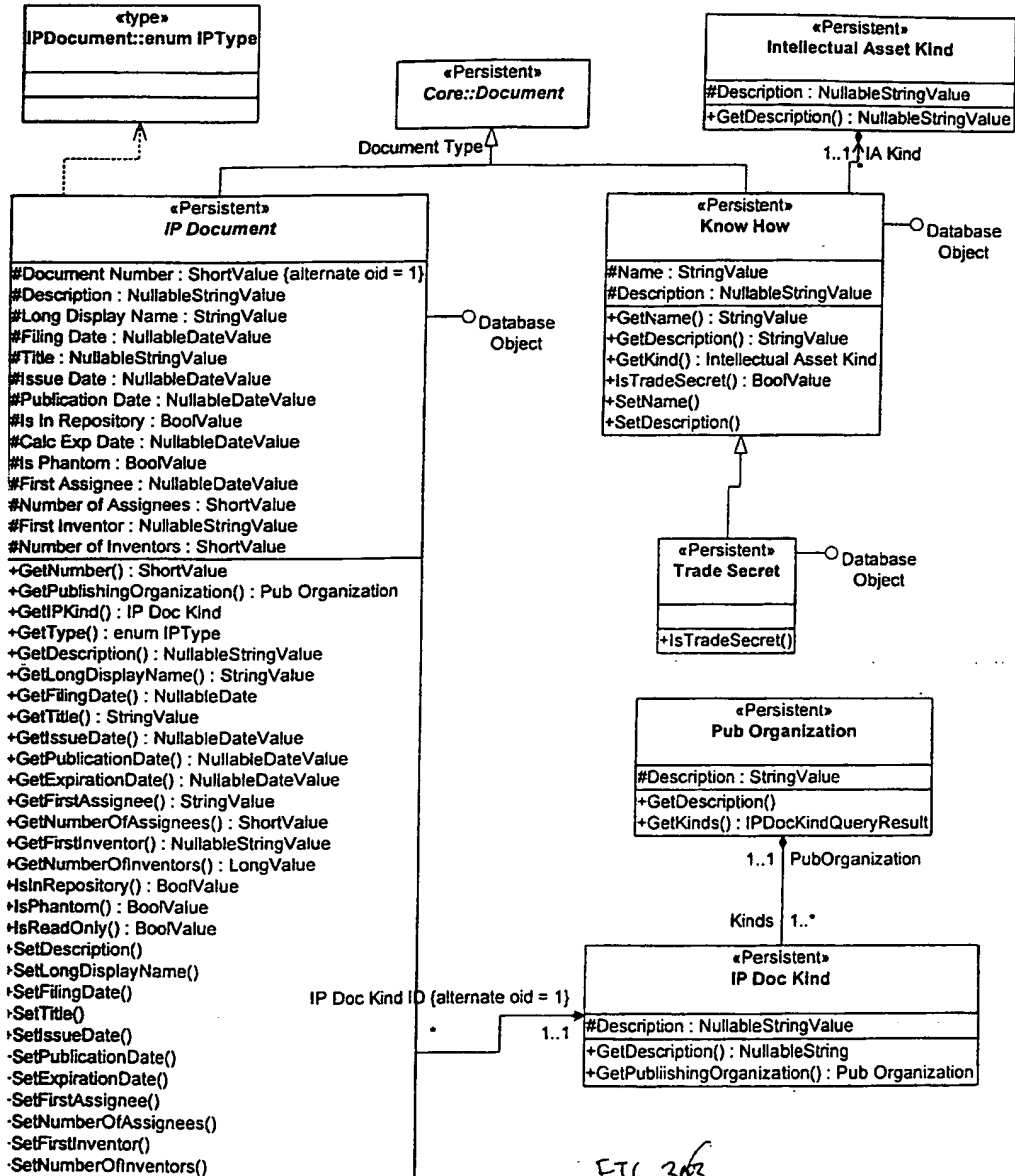 «type»
IPDocument::enum IPType
«Persistent»
Core::Document
Document Type
«Persistent»
Intellectual Asset Kind
#Description : NullableStringValue
+GetDescription() : NullableStringValue
1..1
IA Kind
*
«Persistent»
IP Document
#Document Number : ShortValue {alternate oid = 1}
#Description : NullableStringValue
#Long Display Name : StringValue
#Filing Date : NullableDateValue
#Title : NullableStringValue
#Issue Date : NullableDateValue
#Publication Date : NullableDateValue
#Is In Repository : BoolValue
#Calc Exp Date : NullableDateValue
#Is Phantom : BoolValue
#First Assignee : NullableDateValue
#Number of Assignees : ShortValue
#First Inventor : NullableStringValue
#Number of Inventors : ShortValue
+GetNumber() : ShortValue
+GetPublishingOrganization() : Pub Organization
+GetIPKind() : IP Doc Kind
+GetType() : enum IPType
+GetDescription() : NullableStringValue
+GetLongDisplayName() : StringValue
+GetFilingDate() : NullableDate
+GetTitle() : StringValue
+GetIssueDate() : NullableDateValue
+GetPublicationDate() : NullableDateValue
+GetExpirationDate() : NullableDateValue
+GetFirstAssignee() : StringValue
+GetNumberOfAssignees() : ShortValue
+GetFirstInventor() : NullableStringValue
+GetNumberOfInventors() : LongValue
+IsInRepository() : BoolValue
+IsPhantom() : BoolValue
+IsReadOnly() : BoolValue
+SetDescription()
+SetLongDisplayName()
+SetFilingDate()
+SetTitle()
+SetIssueDate()
-SetPublicationDate()
-SetExpirationDate()
-SetFirstAssignee()
-SetNumberOfAssignees()
-SetFirstInventor()
-SetNumberOfInventors()
Database
Object
«Persistent»
Know How
#Name : StringValue
#Description : NullableStringValue
+GetName() : StringValue
+GetDescription() : StringValue
+GetKind() : Intellectual Asset Kind
+IsTradeSecret() : BoolValue
+SetName()
+SetDescription()
Database
Object
«Persistent»
Trade Secret
+IsTradeSecret()
Database
Object
«Persistent»
Pub Organization
#Description : StringValue
+GetDescription()
+GetKinds() : IPDocKindQueryResult
1..1 PubOrganization
Kinds 1..*
«Persistent»
IP Doc Kind
#Description : NullableStringValue
+GetDescription() : NullableString
+GetPubliishingOrganization() : Pub Organization
IP Doc Kind ID {alternate oid = 1}
*
1..1